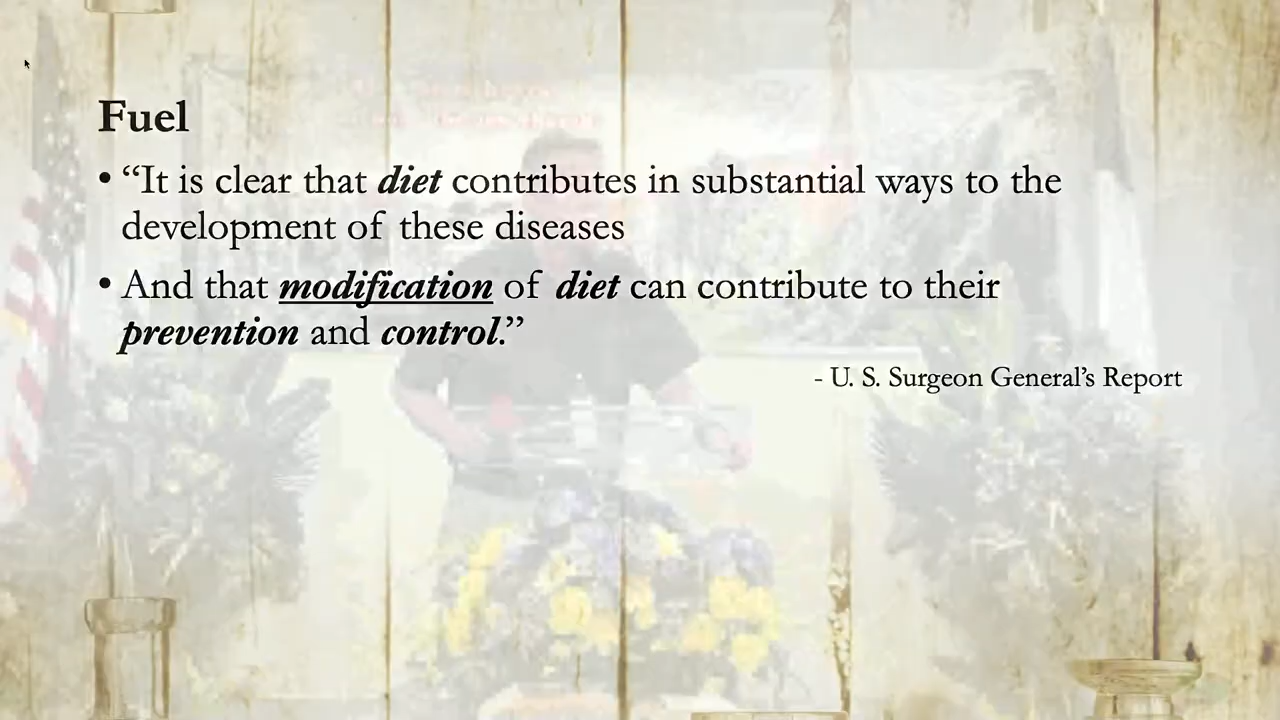 Fuel
• “It is clear that diet contributes in substantial ways to the
development of these diseases
• And that modification of diet can contribute to their
prevention and control.”
- U. S. Surgeon General’s Report